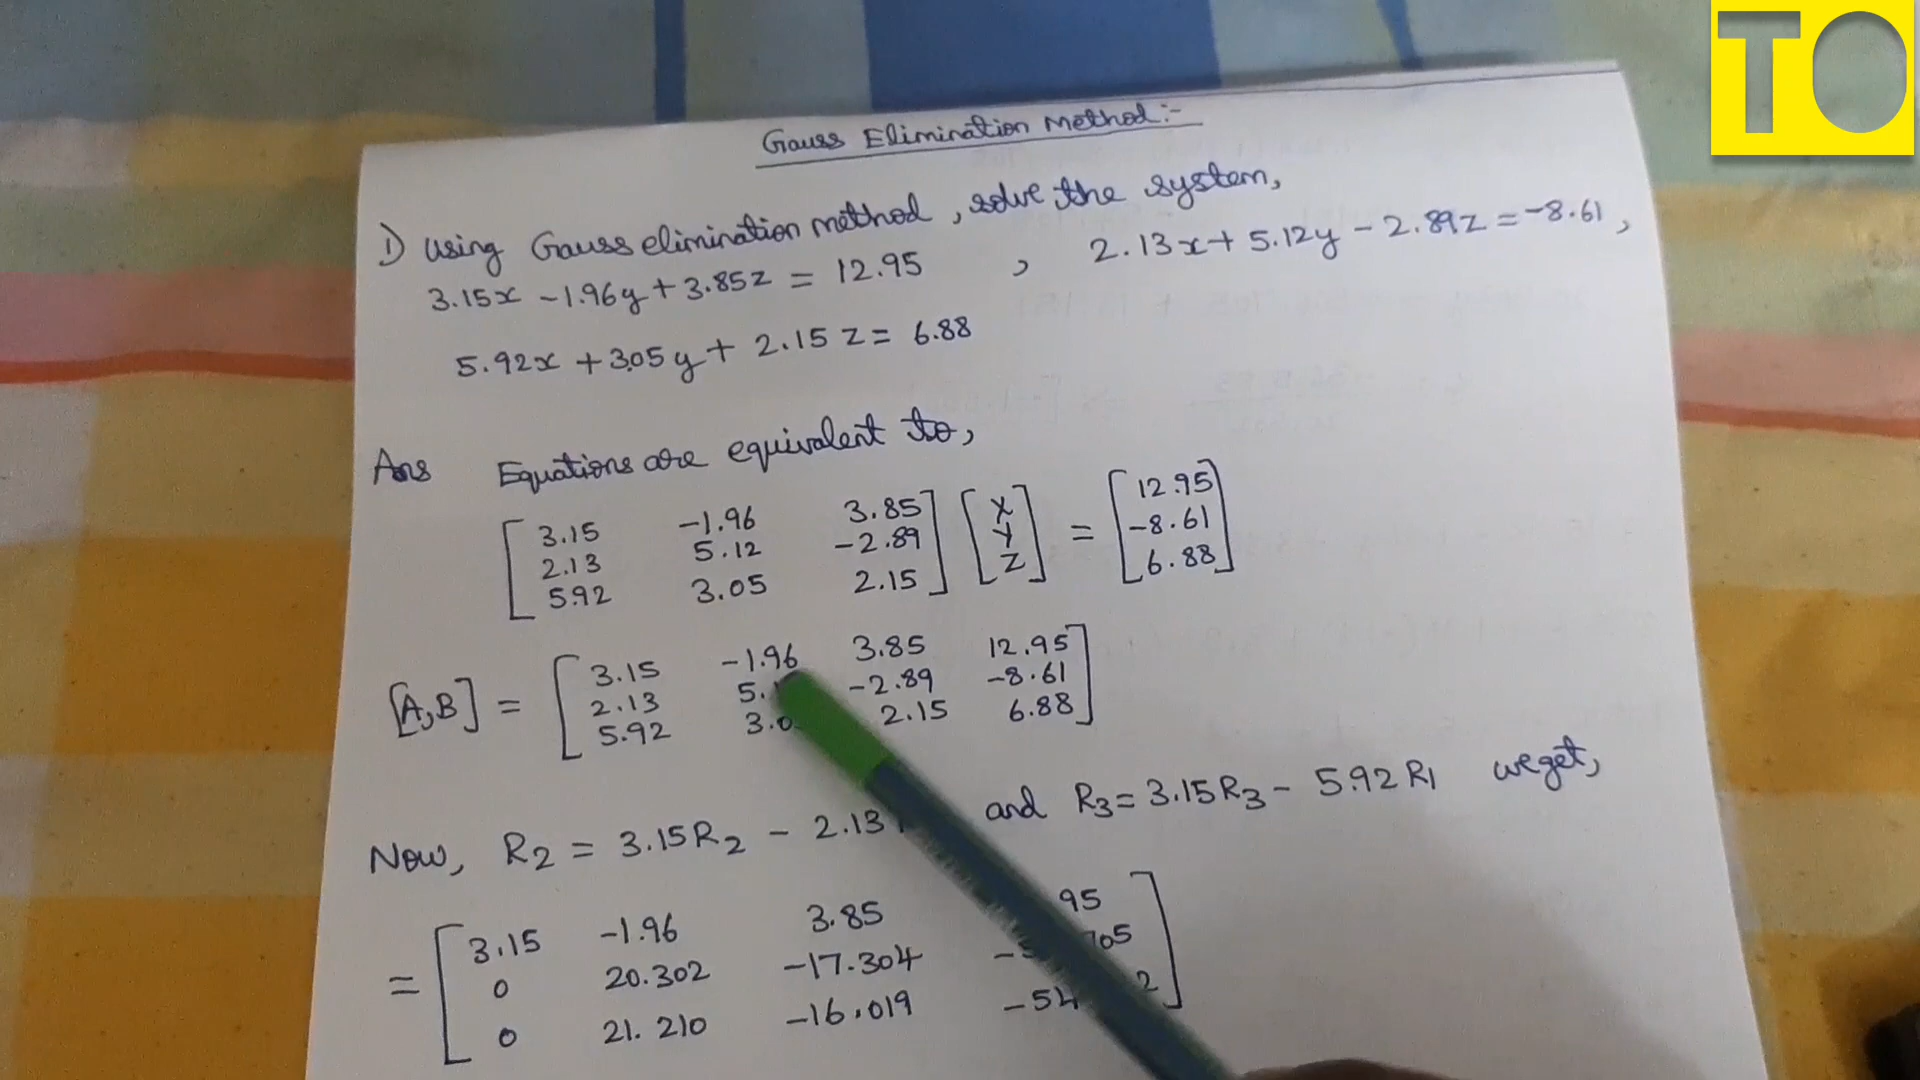 TO
Gauss Elimination Method:-
1) Using Gauss elimination method, solve the system,
3.15x - 1.96y + 3.85z = 12.95 , 2.13x + 5.12y - 2.89z = -8.61,
5.92x + 3.05y + 2.15z = 6.88
Ans Equations are equivalent to,
[3.15 -1.96 3.85] [X] = [12.95]
[2.13 5.12 -2.89] [Y] [-8.61]
[5.92 3.05 2.15] [Z] [6.88]
[3.15 -1.96 3.85 12.95]
[A,B] = [2.13 5. -2.89 -8.61]
[5.92 3.0 2.15 6.88]
Now, R2 = 3.15R2 - 2.13 and R3 = 3.15R3 - 5.92R1 we get,
[3.15 -1.96 3.85 95]
= [0 20.302 -17.304 705]
[0 21.210 -16.019 2]